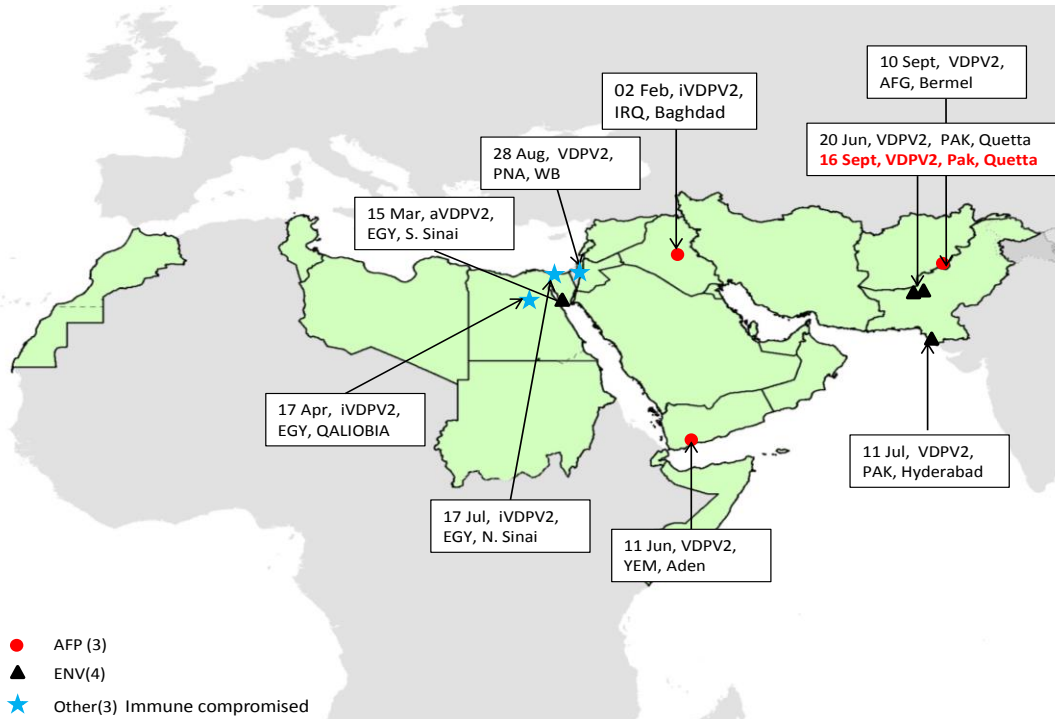 10 Sept, VDPV2,
AFG, Bermel
02 Feb, iVDPV2,
IRQ, Baghdad
20 Jun, VDPV2, PAK, Quetta
16 Sept, VDPV2, Pak, Quetta
28 Aug, VDPV2,
PNA, WB
15 Mar, aVDPV2,
EGY, S. Sinai
17 Apr, iVDPV2,
EGY, QALIOBIA
11 Jul, VDPV2,
PAK, Hyderabad
17 Jul, iVDPV2,
EGY, N. Sinai
11 Jun, VDPV2,
YEM, Aden
AFP (3)
ENV(4)
Other(3) Immune compromised